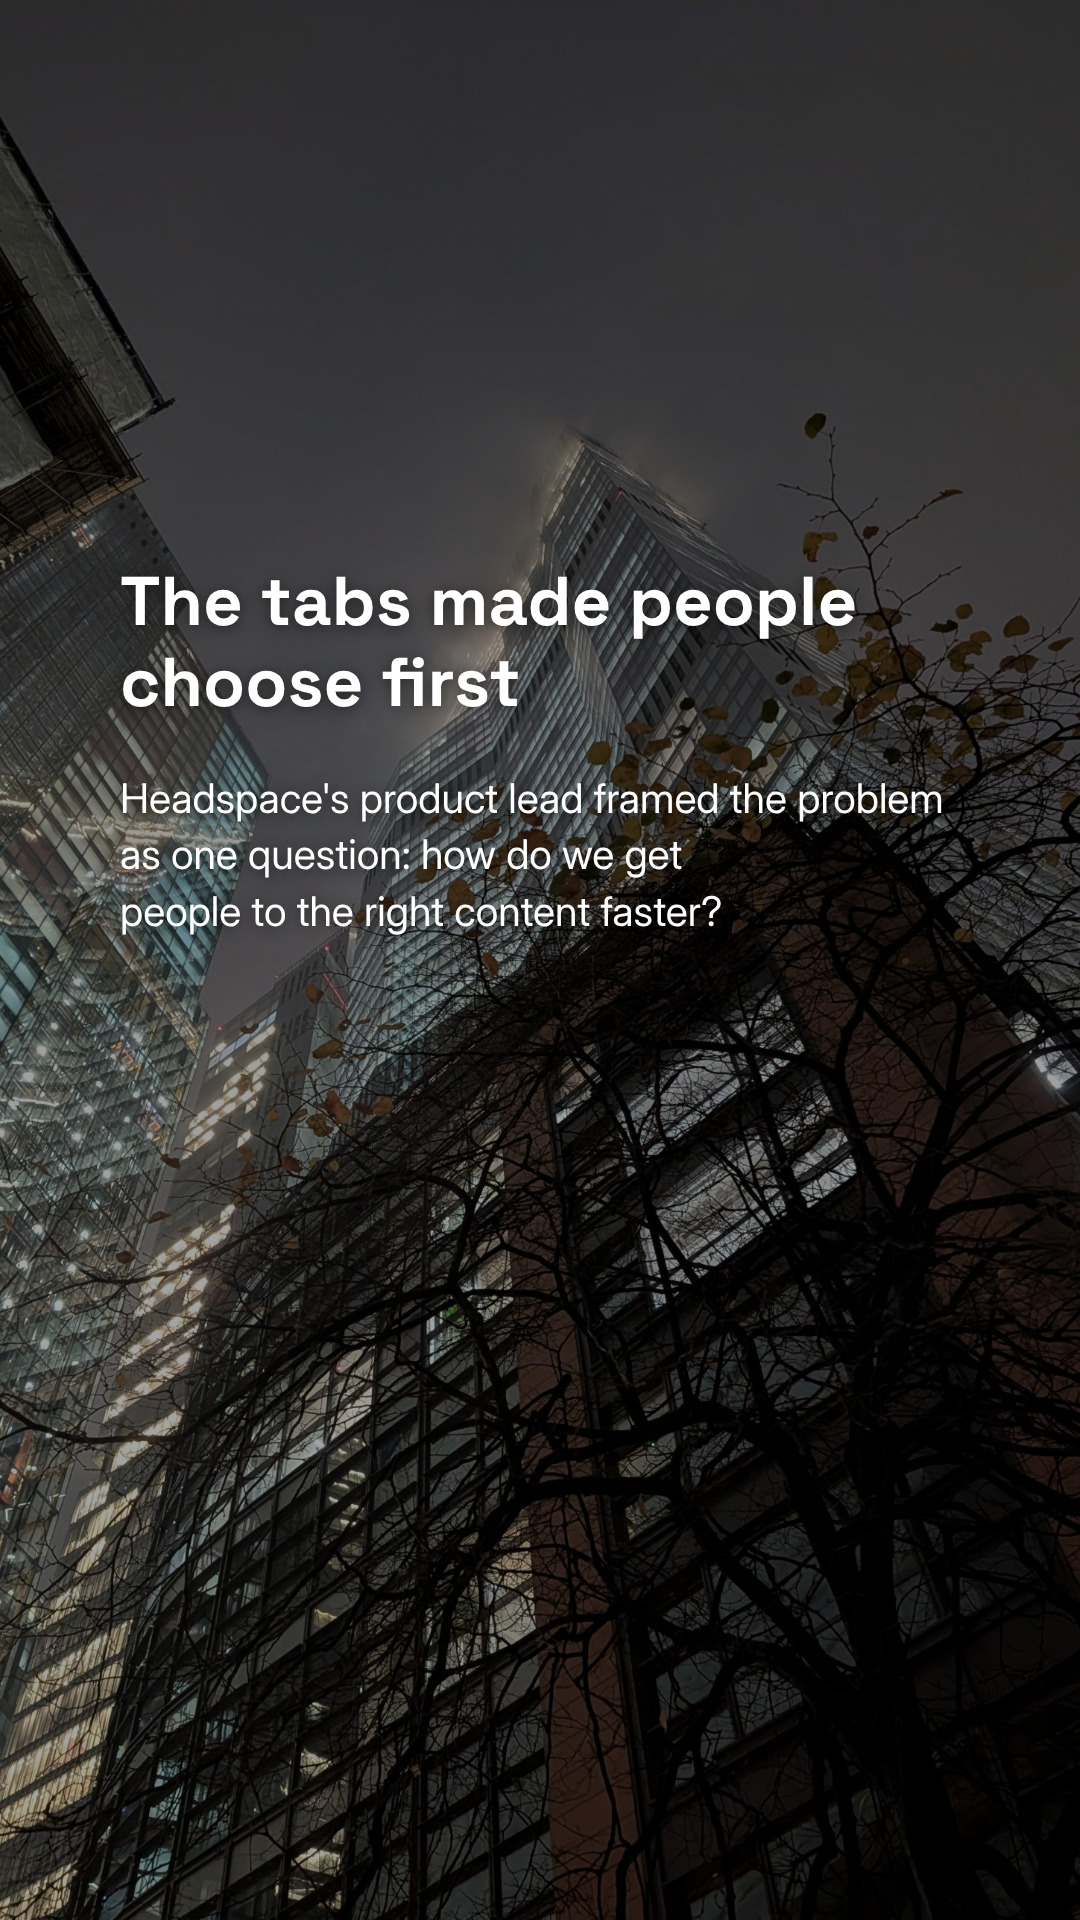 The tabs made people
choose first
Headspace's product lead framed the problem
as one question: how do we get
people to the right content faster?